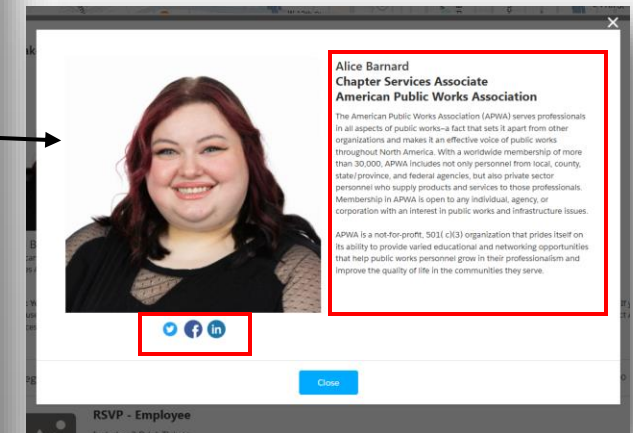 Alice Barnard
Chapter Services Associate
American Public Works Association
The American Public Works Association (APWA) serves professionals
in all aspects of public works–a fact that sets it apart from other
organizations and makes it an effective voice of public works
throughout North America. With a worldwide membership of more
than 30,000, APWA includes not only personnel from local, county,
state/province, and federal agencies, but also private sector
personnel who supply products and services to those professionals.
Membership in APWA is open to any individual, agency, or
corporation with an interest in public works and infrastructure issues.
APWA is a not-for-profit, 501( c)(3) organization that prides itself on
its ability to provide varied educational and networking opportunities
that help public works personnel grow in their professionalism and
improve the quality of life in the communities they serve.
f in
Close
RSVP - Employee